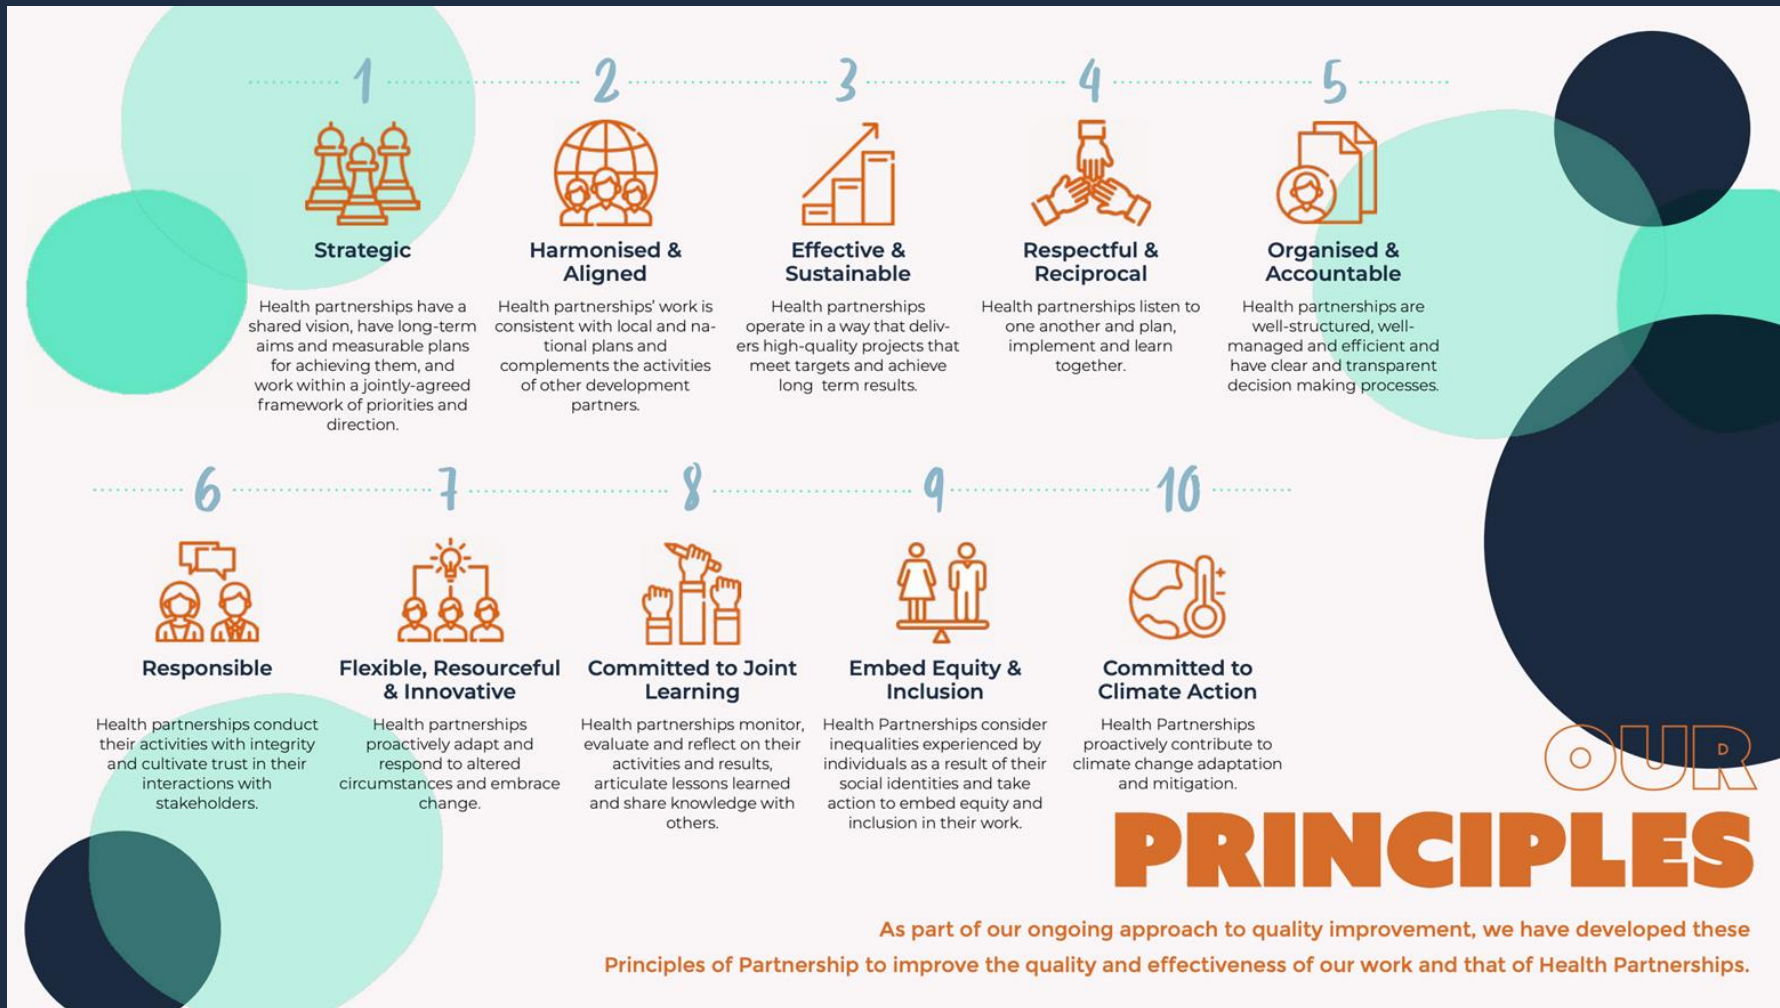 1
Strategic
Health partnerships have a
shared vision, have long-term
aims and measurable plans
for achieving them, and
work within a jointly-agreed
framework of priorities and
direction.
2
Harmonised &
Aligned
Health partnerships' work is
consistent with local and na-
tional plans and
complements the activities
of other development
partners.
3
Effective &
Sustainable
Health partnerships
operate in a way that deliv-
ers high-quality projects that
meet targets and achieve
long term results.
4
Respectful &
Reciprocal
Health partnerships listen to
one another and plan,
implement and learn
together.
5
Organised &
Accountable
Health partnerships are
well-structured, well-
managed and efficient and
have clear and transparent
decision making processes.
6
Responsible
Health partnerships conduct
their activities with integrity
and cultivate trust in their
interactions with
stakeholders.
7
Flexible, Resourceful
& Innovative
Health partnerships
proactively adapt and
respond to altered
circumstances and embrace
change.
8
Committed to Joint
Learning
Health partnerships monitor,
evaluate and reflect on their
activities and results,
articulate lessons learned
and share knowledge with
others.
9
Embed Equity &
Inclusion
Health Partnerships consider
inequalities experienced by
individuals as a result of their
social identities and take
action to embed equity and
inclusion in their work.
10
Committed to
Climate Action
Health Partnerships
proactively contribute to
climate change adaptation
and mitigation.
OUR
PRINCIPLES
As part of our ongoing approach to quality improvement, we have developed these
Principles of Partnership to improve the quality and effectiveness of our work and that of Health Partnerships.